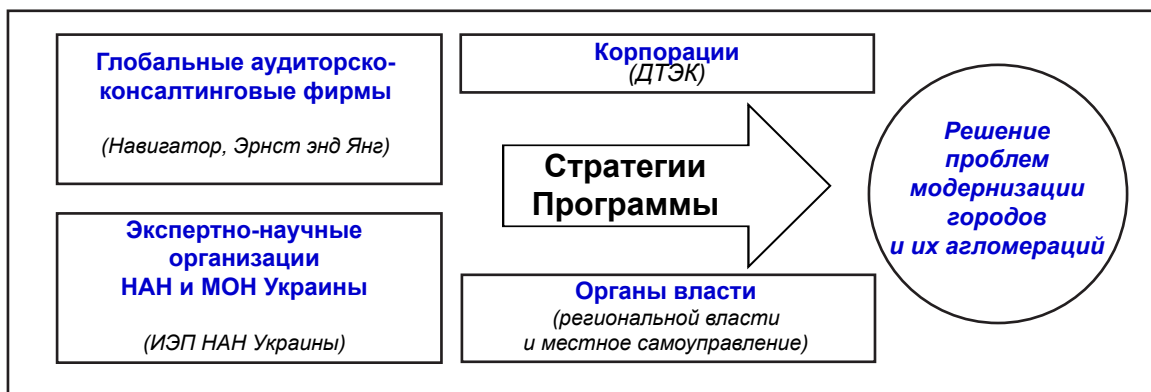 Глобальные аудиторско-
консалтинговые фирмы
(Навигатор, Эрнст энд Янг)
Экспертно-научные
организации
НАН и МОН Украины
(ИЭП НАН Украины)
Корпорации
(ДТЭК)
Стратегии
Программы
Органы власти
(региональной власти
и местное самоуправление)
Решение
проблем
модернизации
городов
и их агломераций